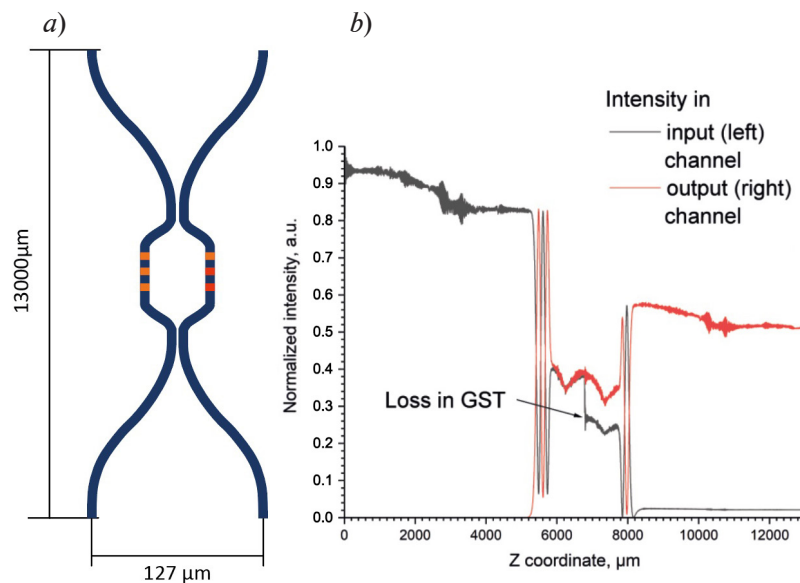 a)
13000µm
127 µm
b)
Intensity in
input (left)
channel
output (right)
channel
Normalized intensity, a.u.
1.0
0.9
0.8
0.7
0.6
0.5
0.4
0.3
0.2
0.1
0.0
Loss in GST
0
2000
4000
6000
8000
10000
12000
Z coordinate, µm